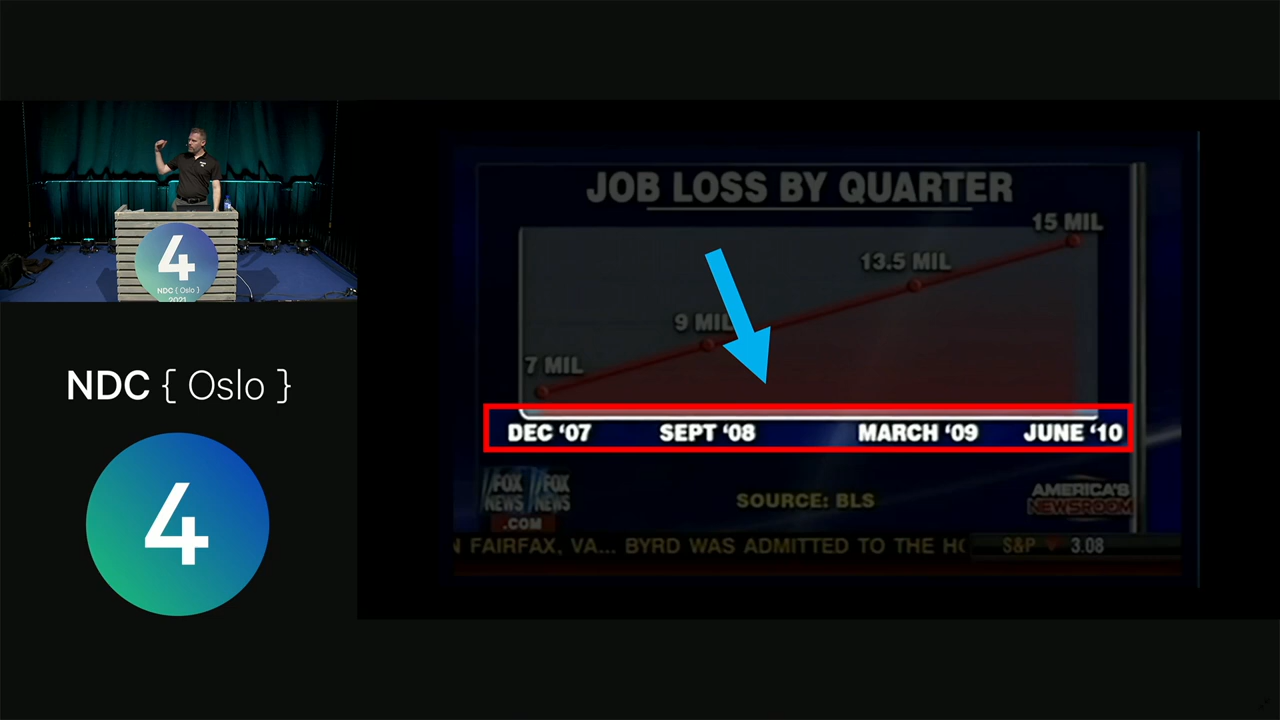 4
NDC { Oslo }
2021
NDC { Oslo }
4
JOB LOSS BY QUARTER
15 MIL
13.5 MIL
9 MIL
7 MIL
DEC ‘07 SEPT ‘08 MARCH ‘09 JUNE ‘10
FOX NEWS FOX NEWS
.COM
SOURCE: BLS
AMERICA'S
NEWSROOM
N FAIRFAX, VA... BYRD WAS ADMITTED TO THE HO S&P 3.08